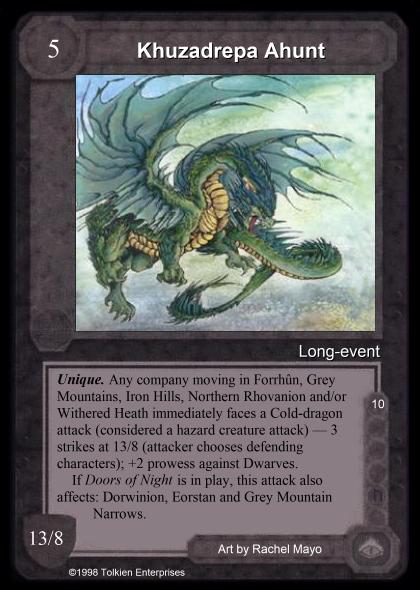 5
Khuzadrepa Ahunt
Long-event
Unique. Any company moving in Forrhûn, Grey
Mountains, Iron Hills, Northern Rhovanion and/or
Withered Heath immediately faces a Cold-dragon
attack (considered a hazard creature attack) — 3
strikes at 13/8 (attacker chooses defending
characters); +2 prowess against Dwarves.
If Doors of Night is in play, this attack also
affects: Dorwinion, Eorstan and Grey Mountain
Narrows.
10
13/8
Art by Rachel Mayo
©1998 Tolkien Enterprises